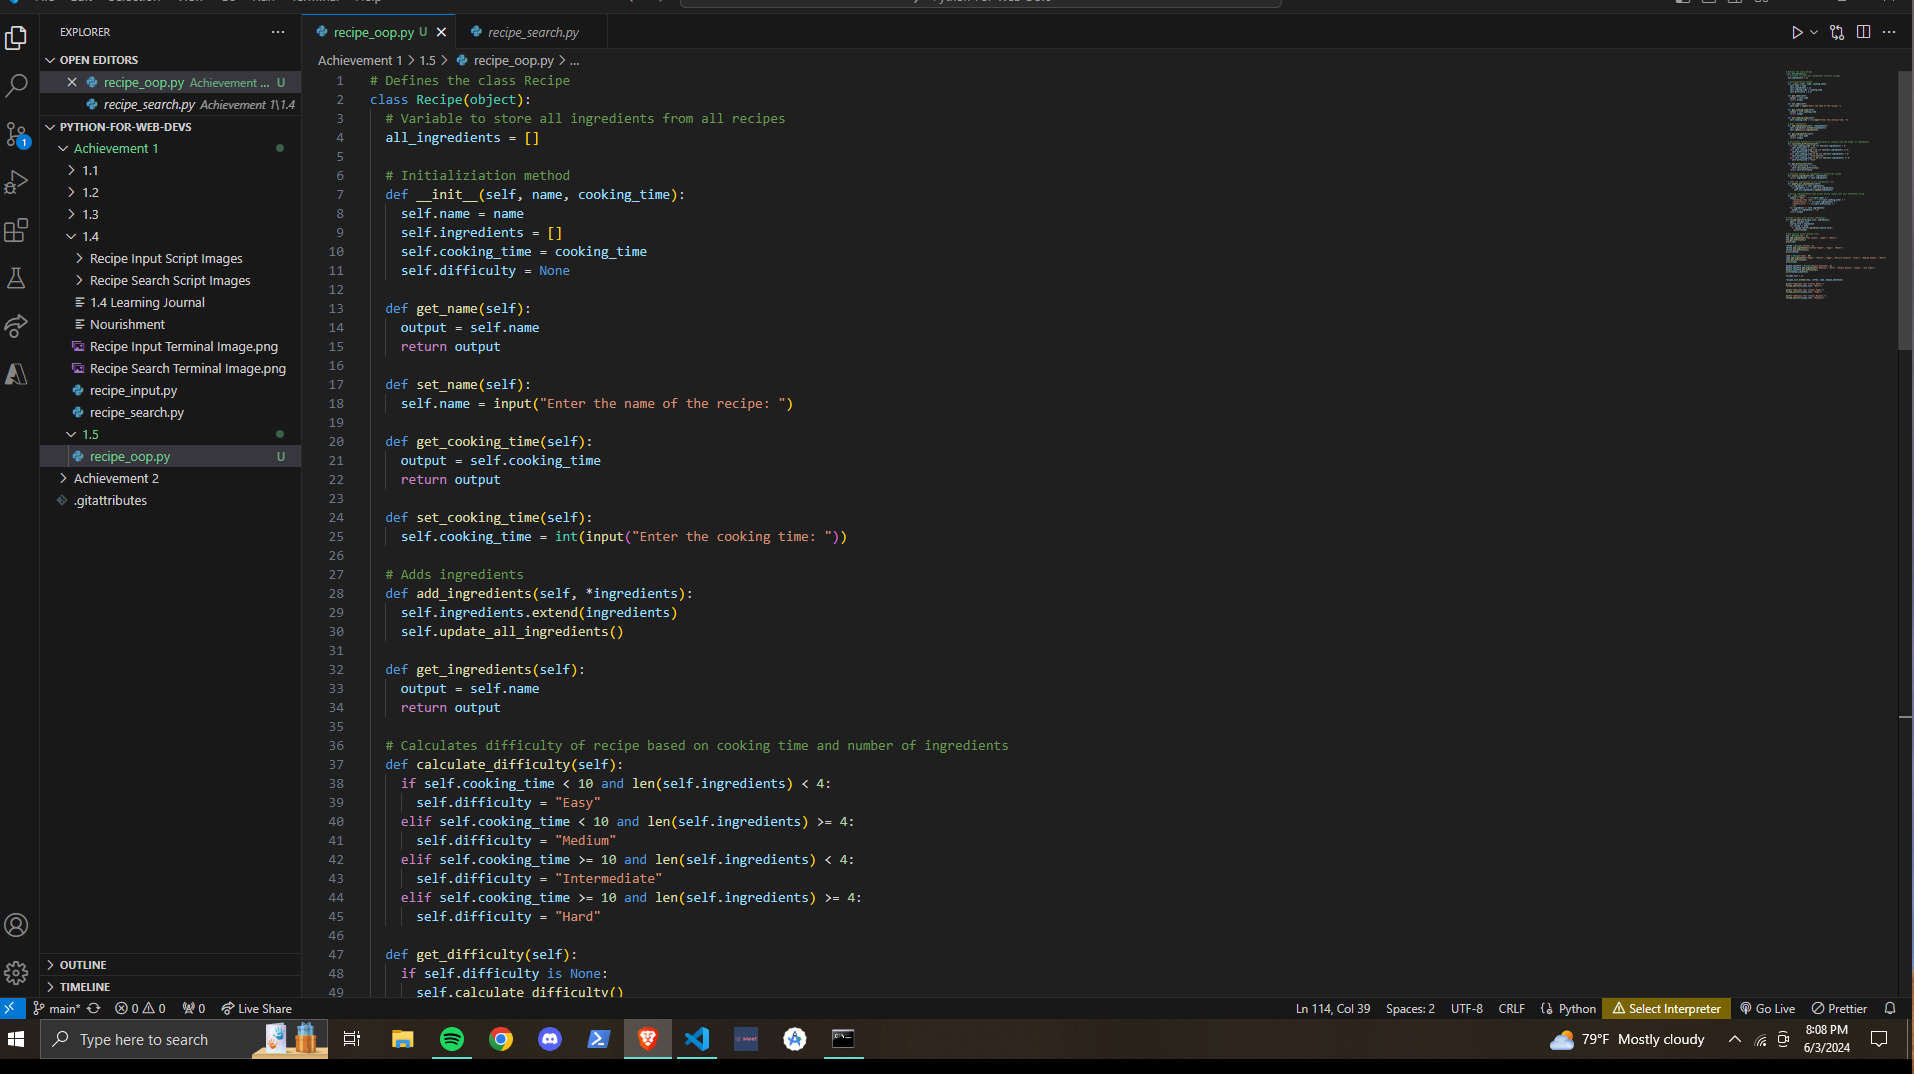 EXPLORER
OPEN EDITORS
recipe_oop.py Achievement ... U
recipe_search.py Achievement 1\1.4
PYTHON-FOR-WEB-DEVS
Achievement 1
1.1
1.2
1.3
1.4
Recipe Input Script Images
Recipe Search Script Images
1.4 Learning Journal
Nourishment
Recipe Input Terminal Image.png
Recipe Search Terminal Image.png
recipe_input.py
recipe_search.py
1.5
recipe_oop.py U
Achievement 2
.gitattributes
OUTLINE
TIMELINE
1
recipe_oop.py U
recipe_search.py
Achievement 1 > 1.5 > recipe_oop.py > ...
1 # Defines the class Recipe
2 class Recipe(object):
3 # Variable to store all ingredients from all recipes
4 all_ingredients = []
5
6 # Initializiation method
7 def __init__(self, name, cooking_time):
8 self.name = name
9 self.ingredients = []
10 self.cooking_time = cooking_time
11 self.difficulty = None
12
13 def get_name(self):
14 output = self.name
15 return output
16
17 def set_name(self):
18 self.name = input("Enter the name of the recipe: ")
19
20 def get_cooking_time(self):
21 output = self.cooking_time
22 return output
23
24 def set_cooking_time(self):
25 self.cooking_time = int(input("Enter the cooking time: "))
26
27 # Adds ingredients
28 def add_ingredients(self, *ingredients):
29 self.ingredients.extend(ingredients)
30 self.update_all_ingredients()
31
32 def get_ingredients(self):
33 output = self.name
34 return output
35
36 # Calculates difficulty of recipe based on cooking time and number of ingredients
37 def calculate_difficulty(self):
38 if self.cooking_time < 10 and len(self.ingredients) < 4:
39 self.difficulty = "Easy"
40 elif self.cooking_time < 10 and len(self.ingredients) >= 4:
41 self.difficulty = "Medium"
42 elif self.cooking_time >= 10 and len(self.ingredients) < 4:
43 self.difficulty = "Intermediate"
44 elif self.cooking_time >= 10 and len(self.ingredients) >= 4:
45 self.difficulty = "Hard"
46
47 def get_difficulty(self):
48 if self.difficulty is None:
49 self.calculate_difficulty()
main* 0 0 0 Live Share
Ln 114, Col 39 Spaces: 2 UTF-8 CRLF Python Select Interpreter Go Live Prettier
Type here to search
79°F Mostly cloudy
8:08 PM
6/3/2024